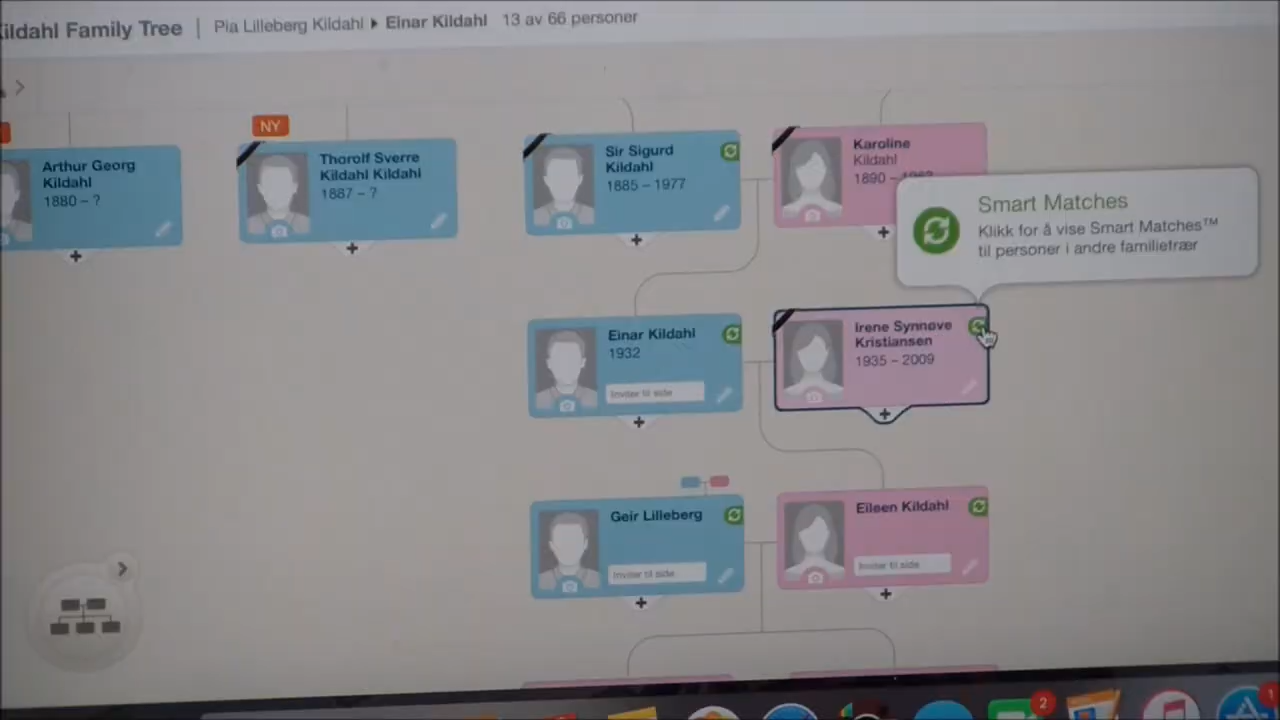 Kildahl Family Tree | Pia Lilleberg Kildahl ▸ Einar Kildahl 13 av 66 personer
NY
Arthur Georg
Kildahl
1880 – ?
Thorolf Sverre
Kildahl Kildahl
1887 – ?
Sir Sigurd
Kildahl
1885 – 1977
Karoline
Kildahl
1890 – 1962
Smart Matches
Klikk for å vise Smart Matches™
til personer i andre familietrær
Einar Kildahl
1932
Inviter til side
Irene Synnøve
Kristiansen
1935 – 2009
Geir Lilleberg
Inviter til side
Eileen Kildahl
Inviter til side
2
1